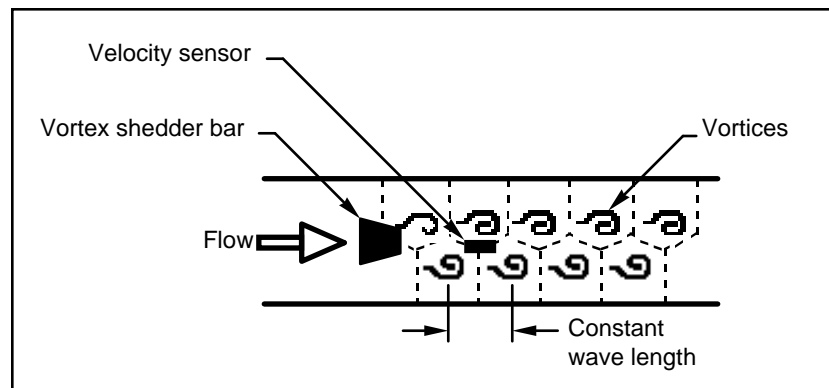 Velocity sensor
Vortex shedder bar
Vortices
Flow
Constant
wave length